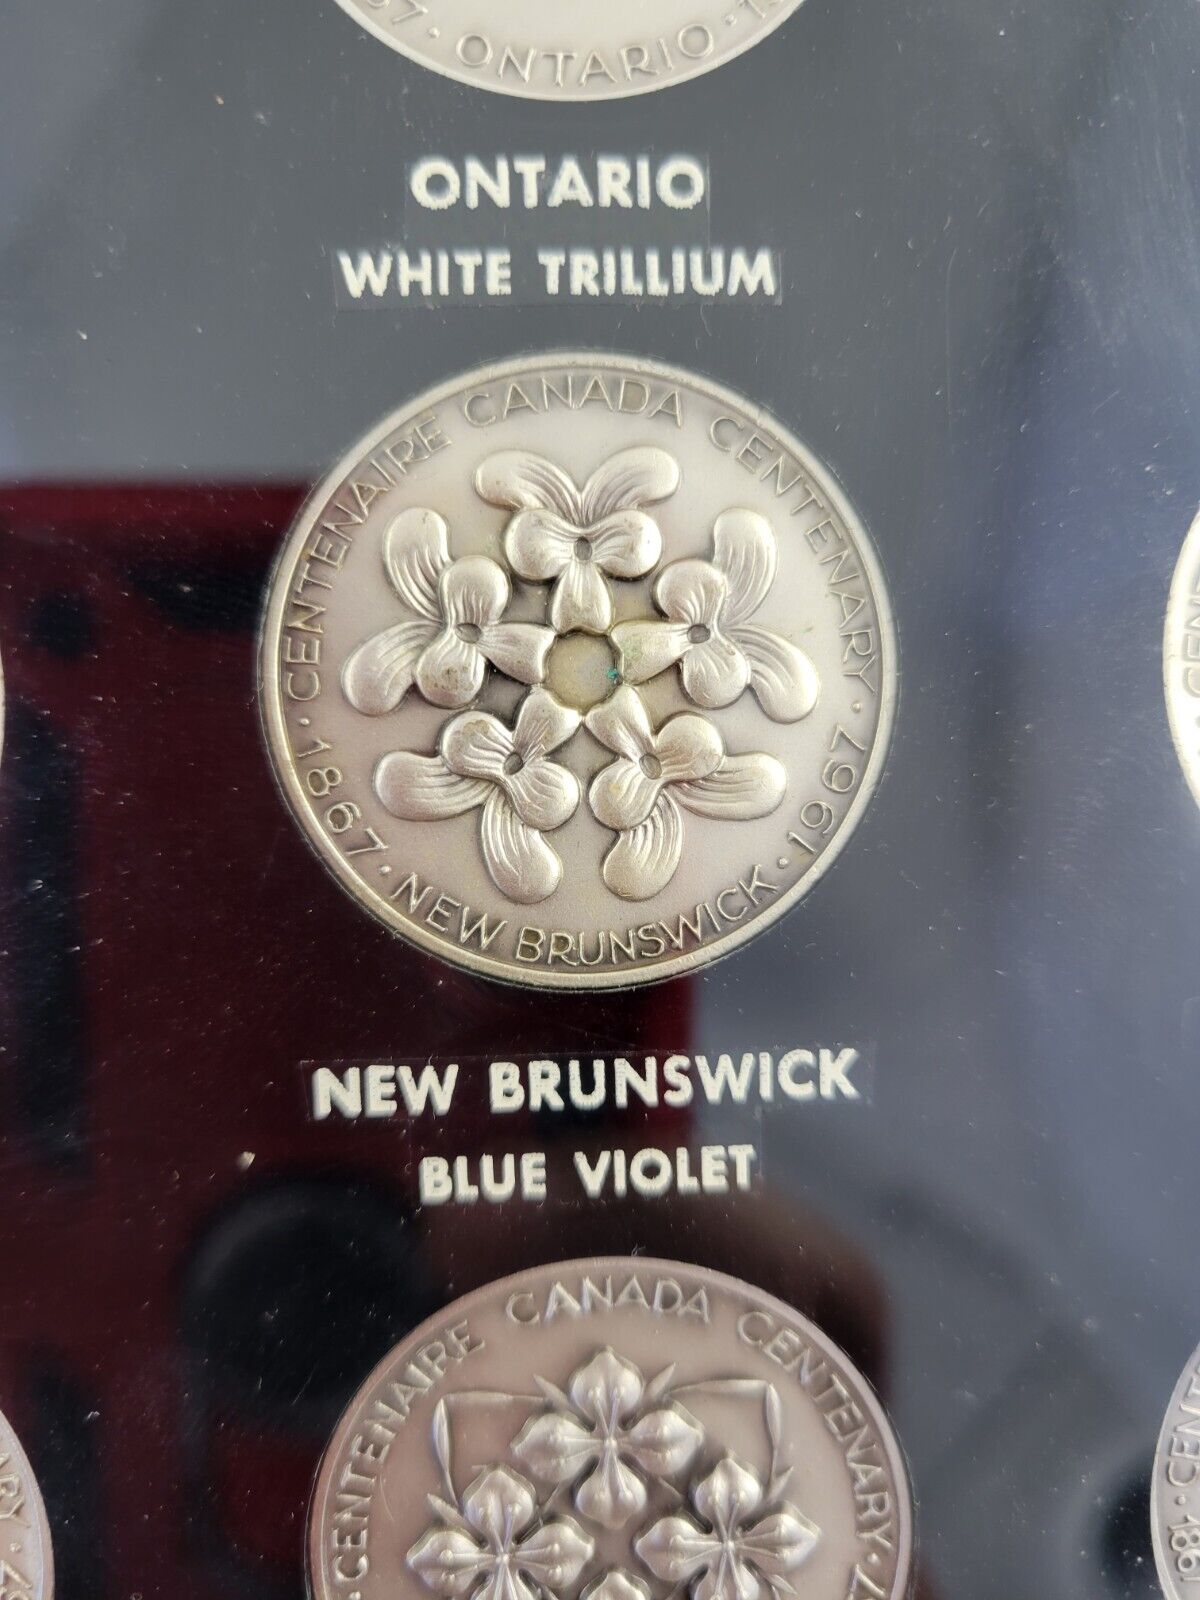 · ONTARIO ·
ONTARIO
WHITE TRILLIUM
CENTENAIRE CANADA CENTENARY
· 1867 · NEW BRUNSWICK · 1967 ·
NEW BRUNSWICK
BLUE VIOLET
· CENTENAIRE CANADA CENTENARY ·